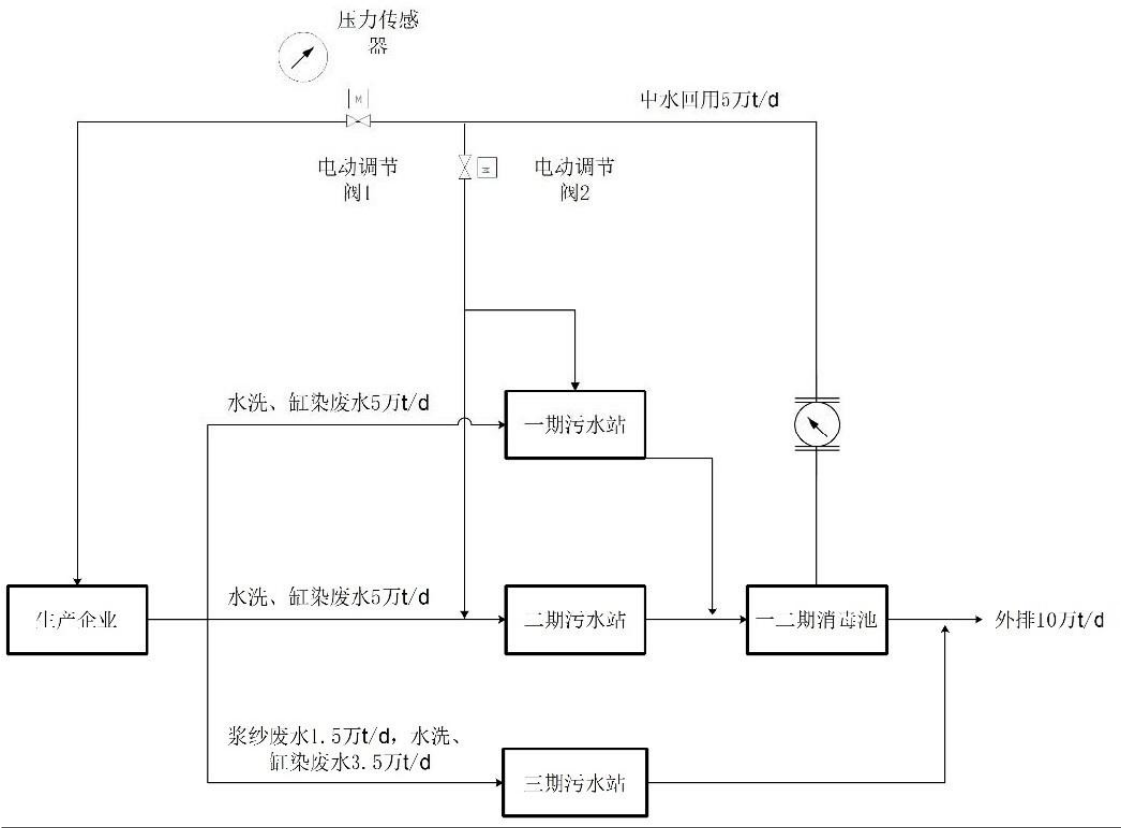 压力传感
器
M
中水回用5万t/d
电动调节
阀1
电动调节
阀2
水洗、缸染废水5万t/d
一期污水站
水洗、缸染废水5万t/d
生产企业
二期污水站
一二期消毒池
外排10万t/d
浆纱废水1.5万t/d，水洗、
缸染废水3.5万t/d
三期污水站